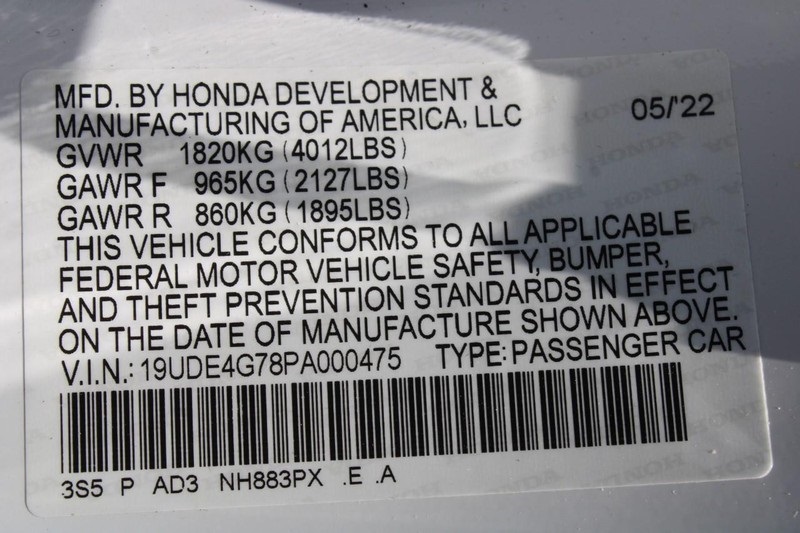 MFD. BY HONDA DEVELOPMENT &
MANUFACTURING OF AMERICA, LLC 05/'22
GVWR 1820KG (4012LBS)
GAWR F 965KG (2127LBS)
GAWR R 860KG (1895LBS)
THIS VEHICLE CONFORMS TO ALL APPLICABLE
FEDERAL MOTOR VEHICLE SAFETY, BUMPER,
AND THEFT PREVENTION STANDARDS IN EFFECT
ON THE DATE OF MANUFACTURE SHOWN ABOVE.
V.I.N.: 19UDE4G78PA000475 TYPE: PASSENGER CAR
3S5 P AD3 NH883PX .E .A